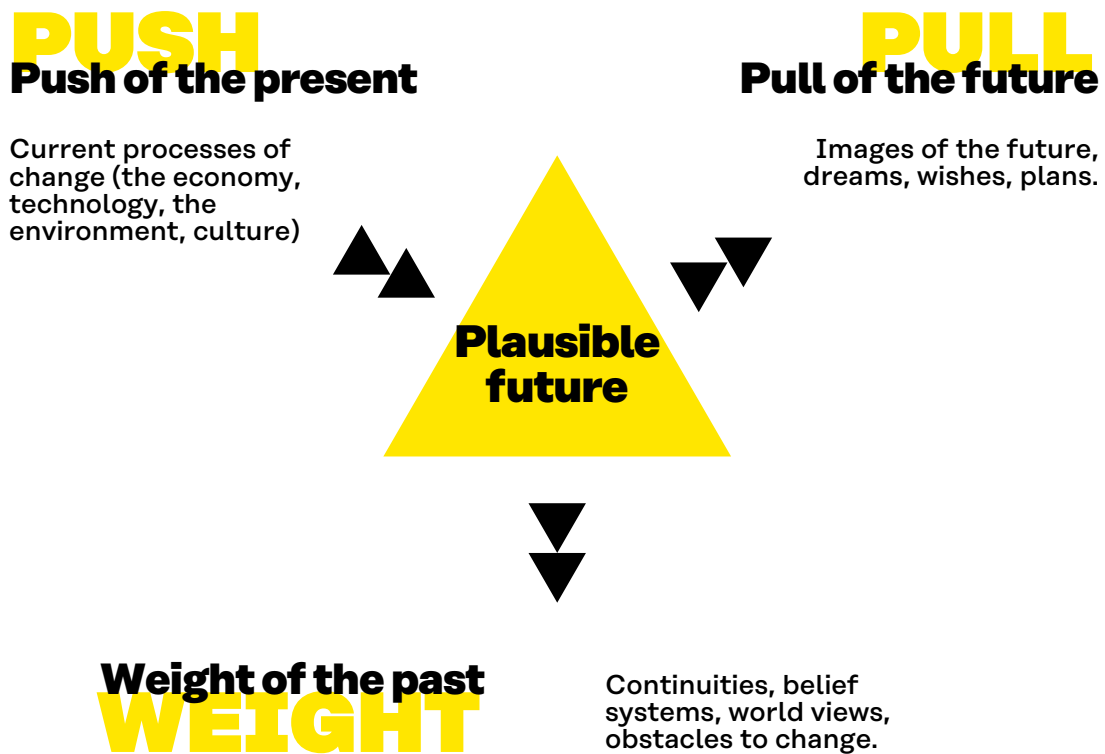 PUSH
Push of the present
Current processes of
change (the economy,
technology, the
environment, culture)
PULL
Pull of the future
Images of the future,
dreams, wishes, plans.
Plausible
future
Weight of the past
WEIGHT
Continuities, belief
systems, world views,
obstacles to change.